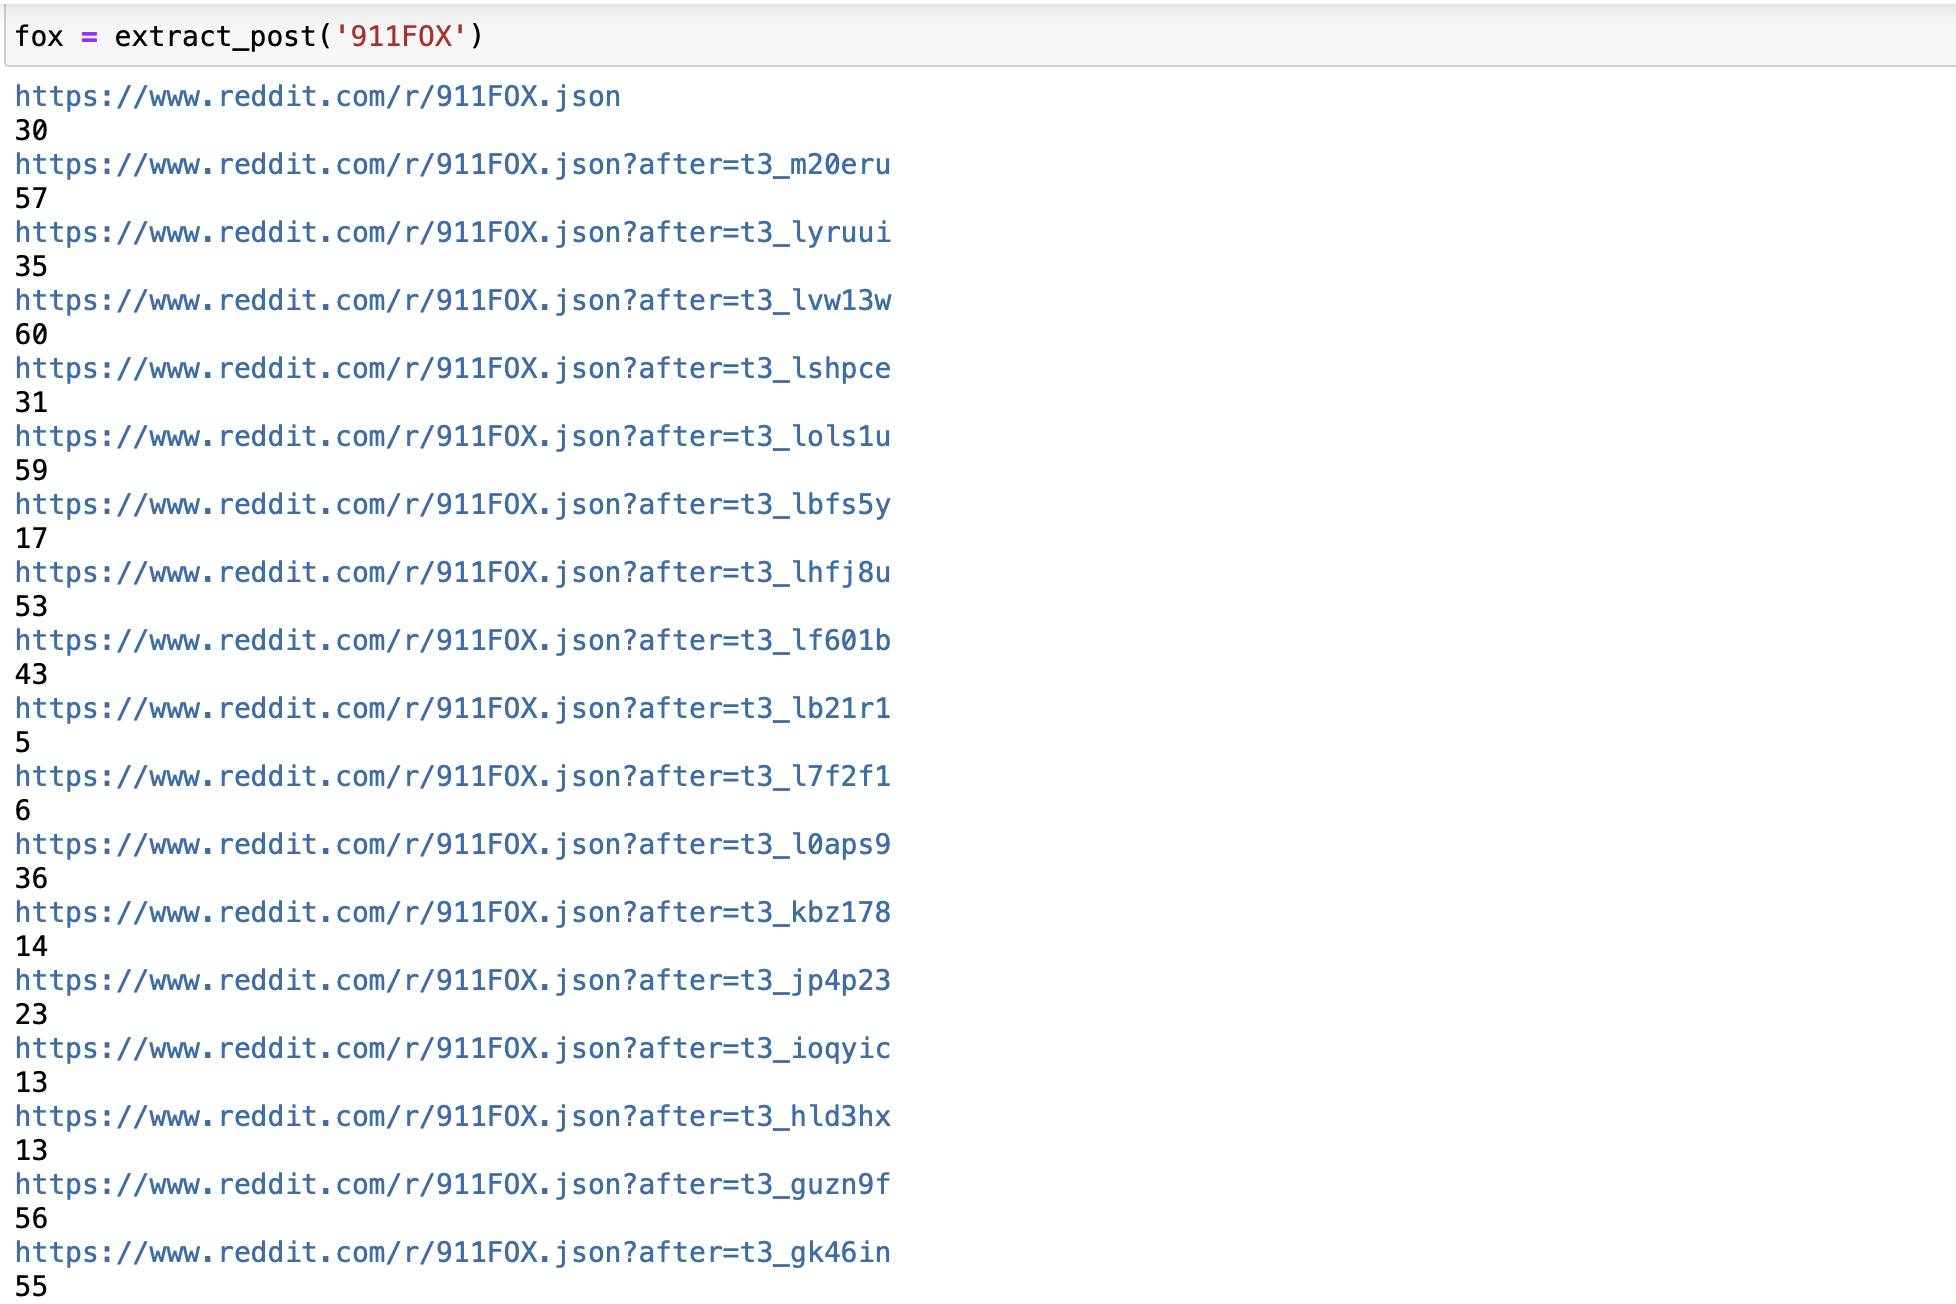 fox = extract_post('911FOX')
https://www.reddit.com/r/911FOX.json
30
https://www.reddit.com/r/911FOX.json?after=t3_m20eru
57
https://www.reddit.com/r/911FOX.json?after=t3_lyruui
35
https://www.reddit.com/r/911FOX.json?after=t3_lvw13w
60
https://www.reddit.com/r/911FOX.json?after=t3_lshpce
31
https://www.reddit.com/r/911FOX.json?after=t3_lols1u
59
https://www.reddit.com/r/911FOX.json?after=t3_lbfs5y
17
https://www.reddit.com/r/911FOX.json?after=t3_lhfj8u
53
https://www.reddit.com/r/911FOX.json?after=t3_lf601b
43
https://www.reddit.com/r/911FOX.json?after=t3_lb21r1
5
https://www.reddit.com/r/911FOX.json?after=t3_l7f2f1
6
https://www.reddit.com/r/911FOX.json?after=t3_l0aps9
36
https://www.reddit.com/r/911FOX.json?after=t3_kbz178
14
https://www.reddit.com/r/911FOX.json?after=t3_jp4p23
23
https://www.reddit.com/r/911FOX.json?after=t3_ioqyic
13
https://www.reddit.com/r/911FOX.json?after=t3_hld3hx
13
https://www.reddit.com/r/911FOX.json?after=t3_guzn9f
56
https://www.reddit.com/r/911FOX.json?after=t3_gk46in
55